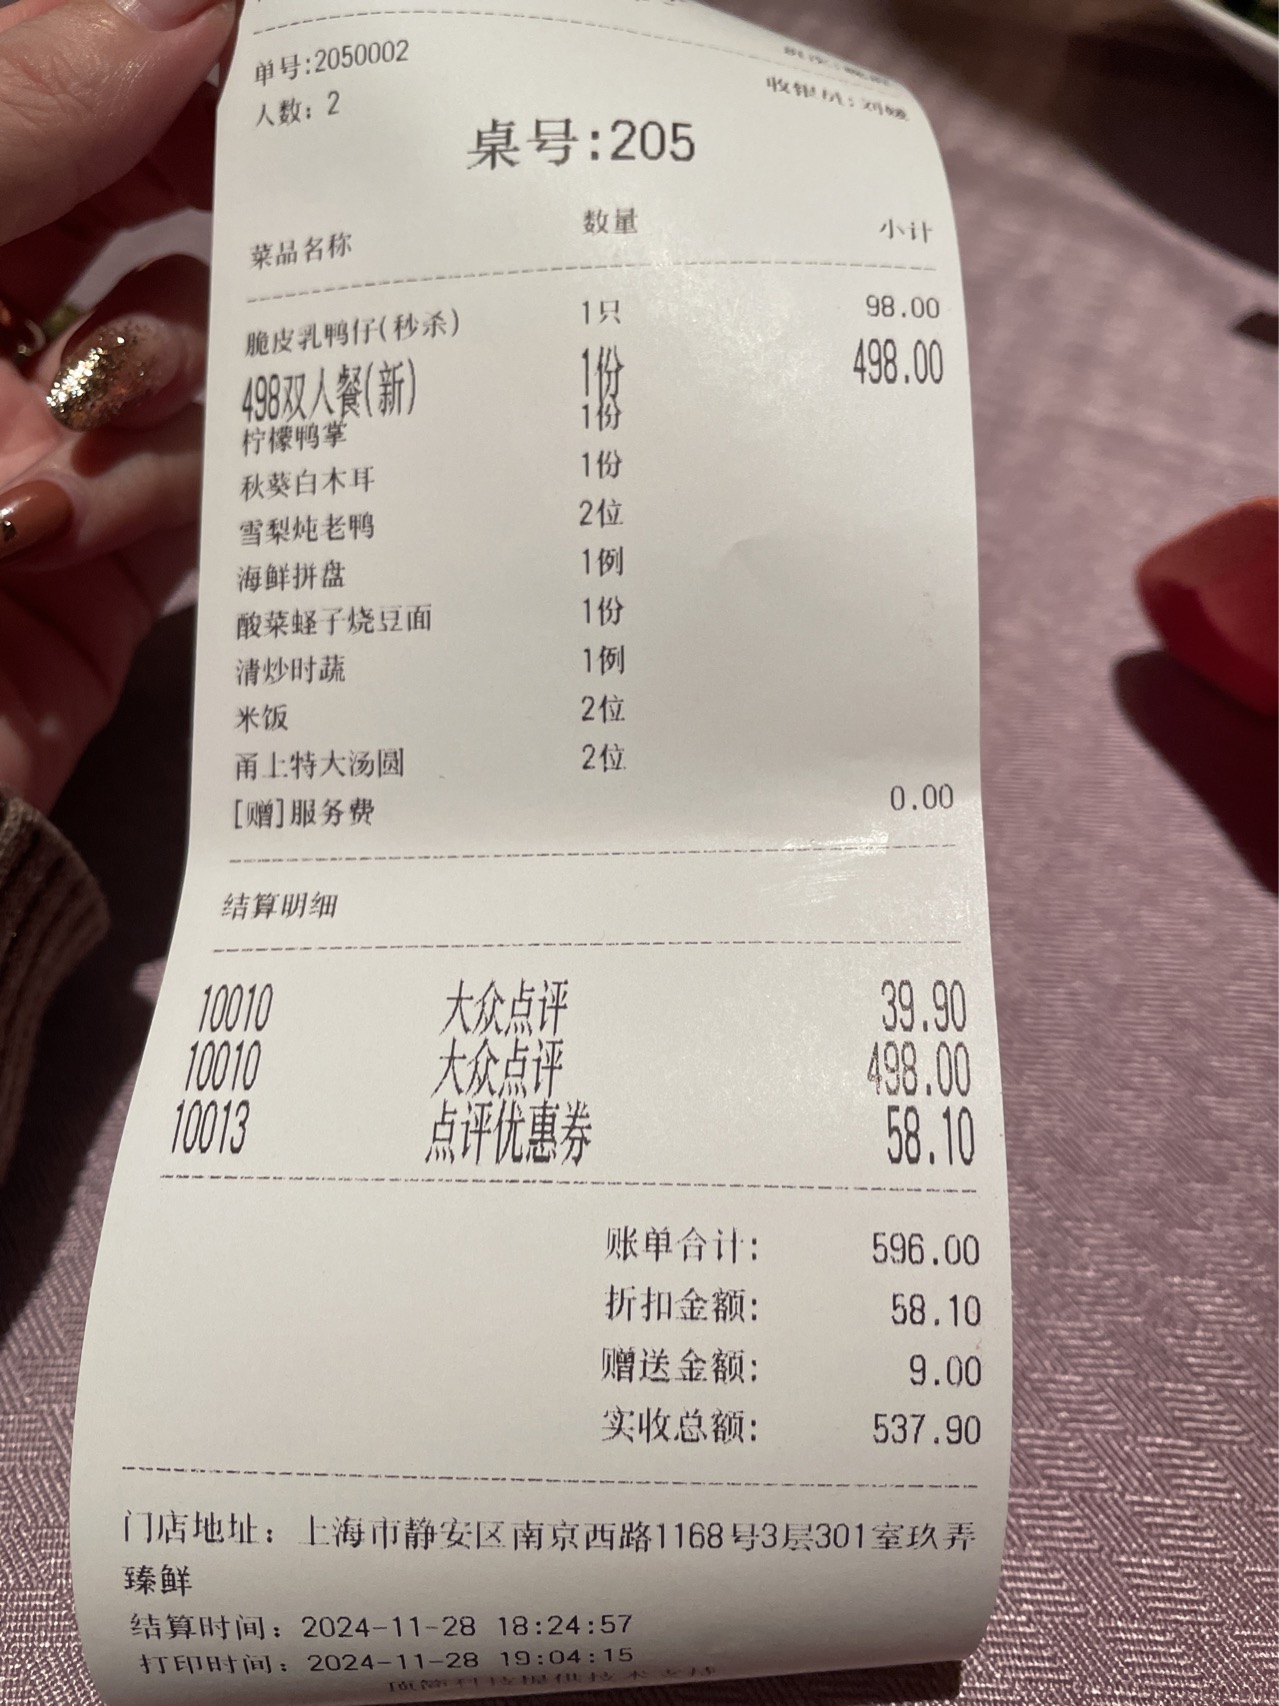 单号:2050002
人数: 2
收银员:刘媛
桌号:205
菜品名称 数量 小计
脆皮乳鸭仔(秒杀) 1只 98.00
498双人餐(新) 1份 498.00
柠檬鸭掌 1份
秋葵白木耳 1份
雪梨炖老鸭 2位
海鲜拼盘 1例
酸菜蛏子烧豆面 1份
清炒时蔬 1例
米饭 2位
甬上特大汤圆 2位
[赠]服务费 0.00
结算明细
10010 大众点评 39.90
10010 大众点评 498.00
10013 点评优惠券 58.10
账单合计: 596.00
折扣金额: 58.10
赠送金额: 9.00
实收总额: 537.90
门店地址: 上海市静安区南京西路1168号3层301室玖弄
臻鲜
结算时间: 2024-11-28 18:24:57
打印时间: 2024-11-28 19:04:15
科技提供技术支持